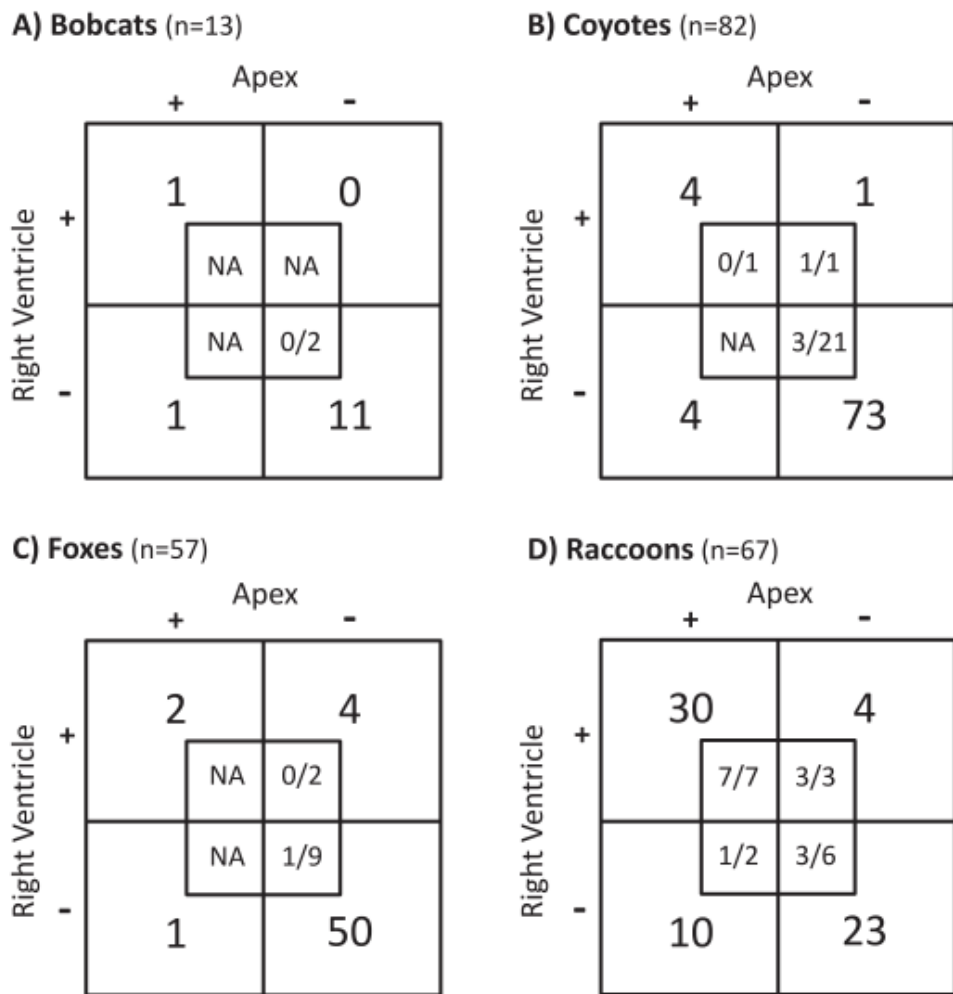 A) Bobcats (n=13)
Apex
+ -
Right Ventricle
+
1 0
NA NA
NA 0/2
-
1 11
B) Coyotes (n=82)
Apex
+ -
Right Ventricle
+
4 1
0/1 1/1
NA 3/21
-
4 73
C) Foxes (n=57)
Apex
+ -
Right Ventricle
+
2 4
NA 0/2
NA 1/9
-
1 50
D) Raccoons (n=67)
Apex
+ -
Right Ventricle
+
30 4
7/7 3/3
1/2 3/6
-
10 23